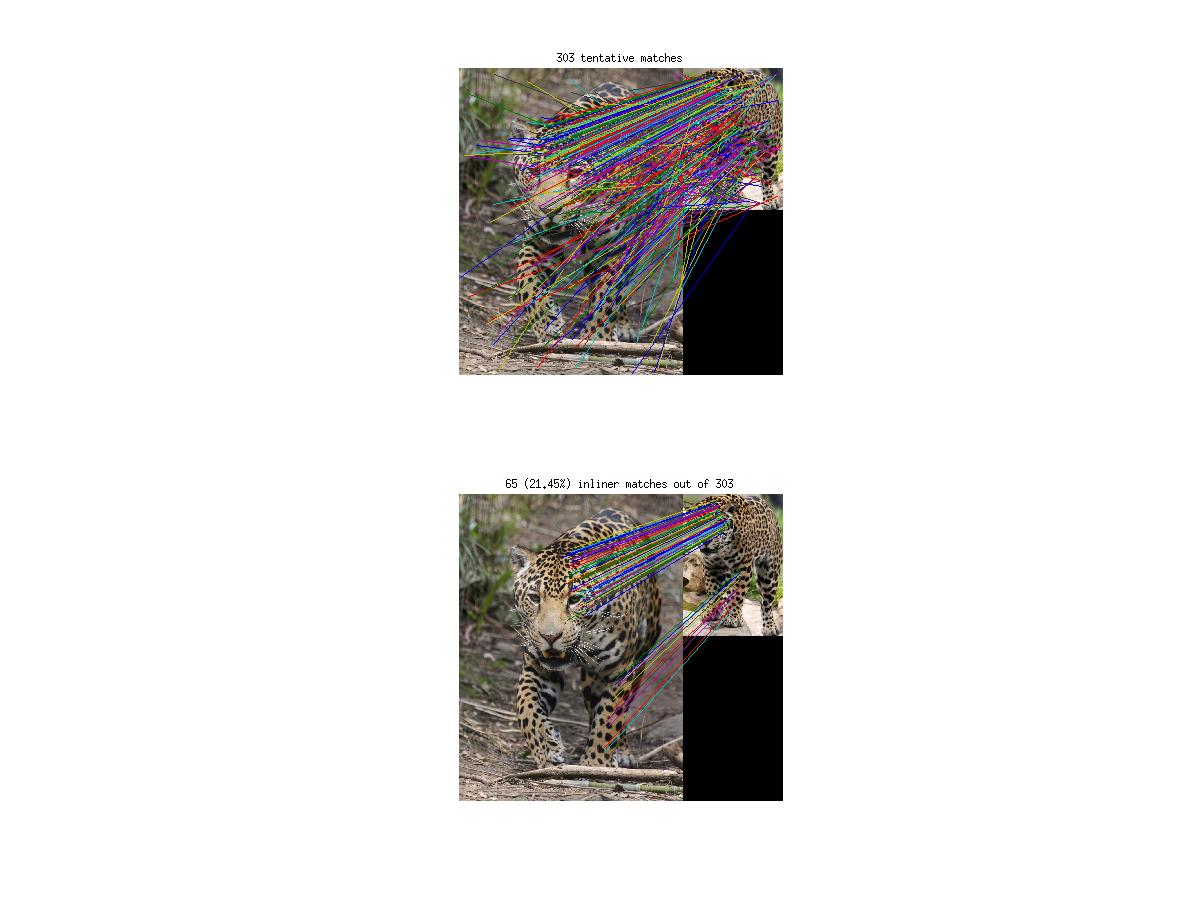 303 tentative matches
65 (21.45%) inliner matches out of 303